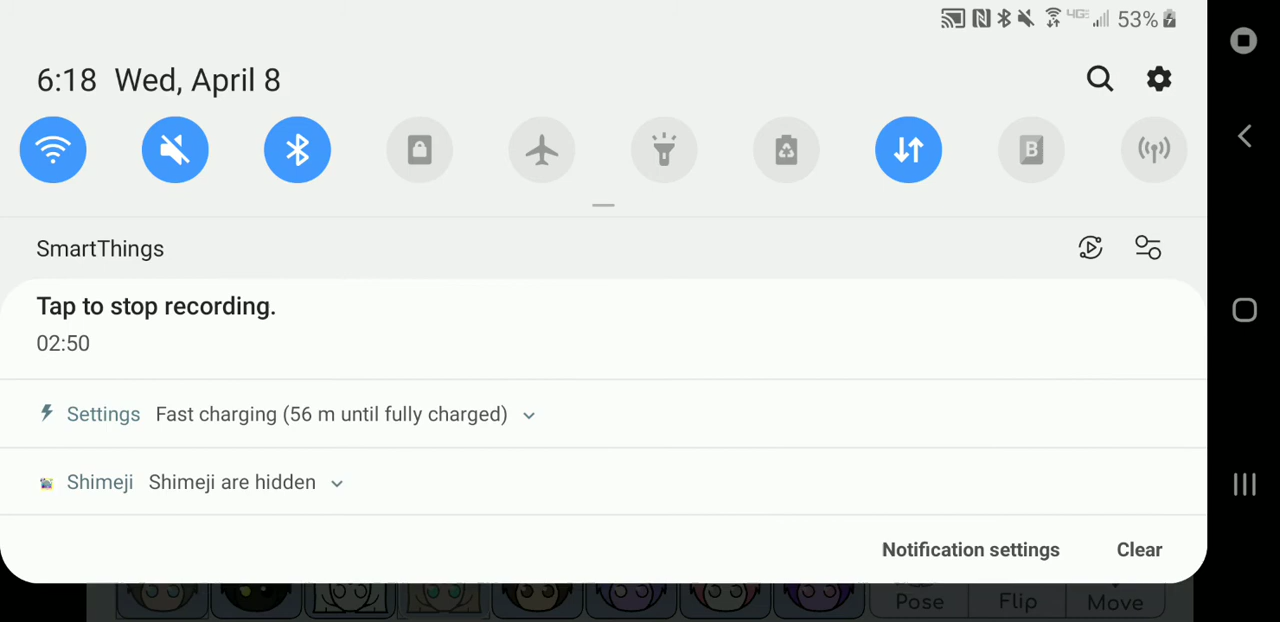 4GE 53%
6:18 Wed, April 8
B
SmartThings
Tap to stop recording.
02:50
Settings Fast charging (56 m until fully charged)
Shimeji Shimeji are hidden
Notification settings Clear
Pose Flip Move